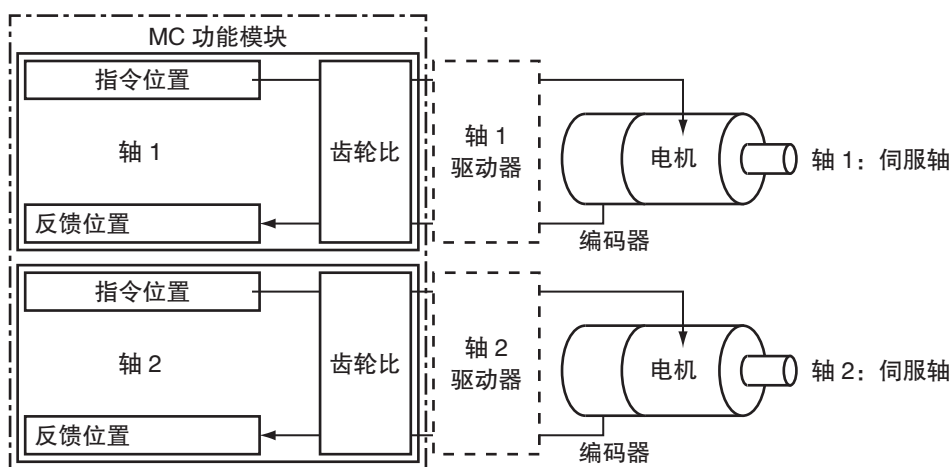 MC 功能模块
指令位置
轴 1
齿轮比
反馈位置
轴 1
驱动器
电机
编码器
轴 1：伺服轴
指令位置
轴 2
齿轮比
反馈位置
轴 2
驱动器
电机
编码器
轴 2：伺服轴